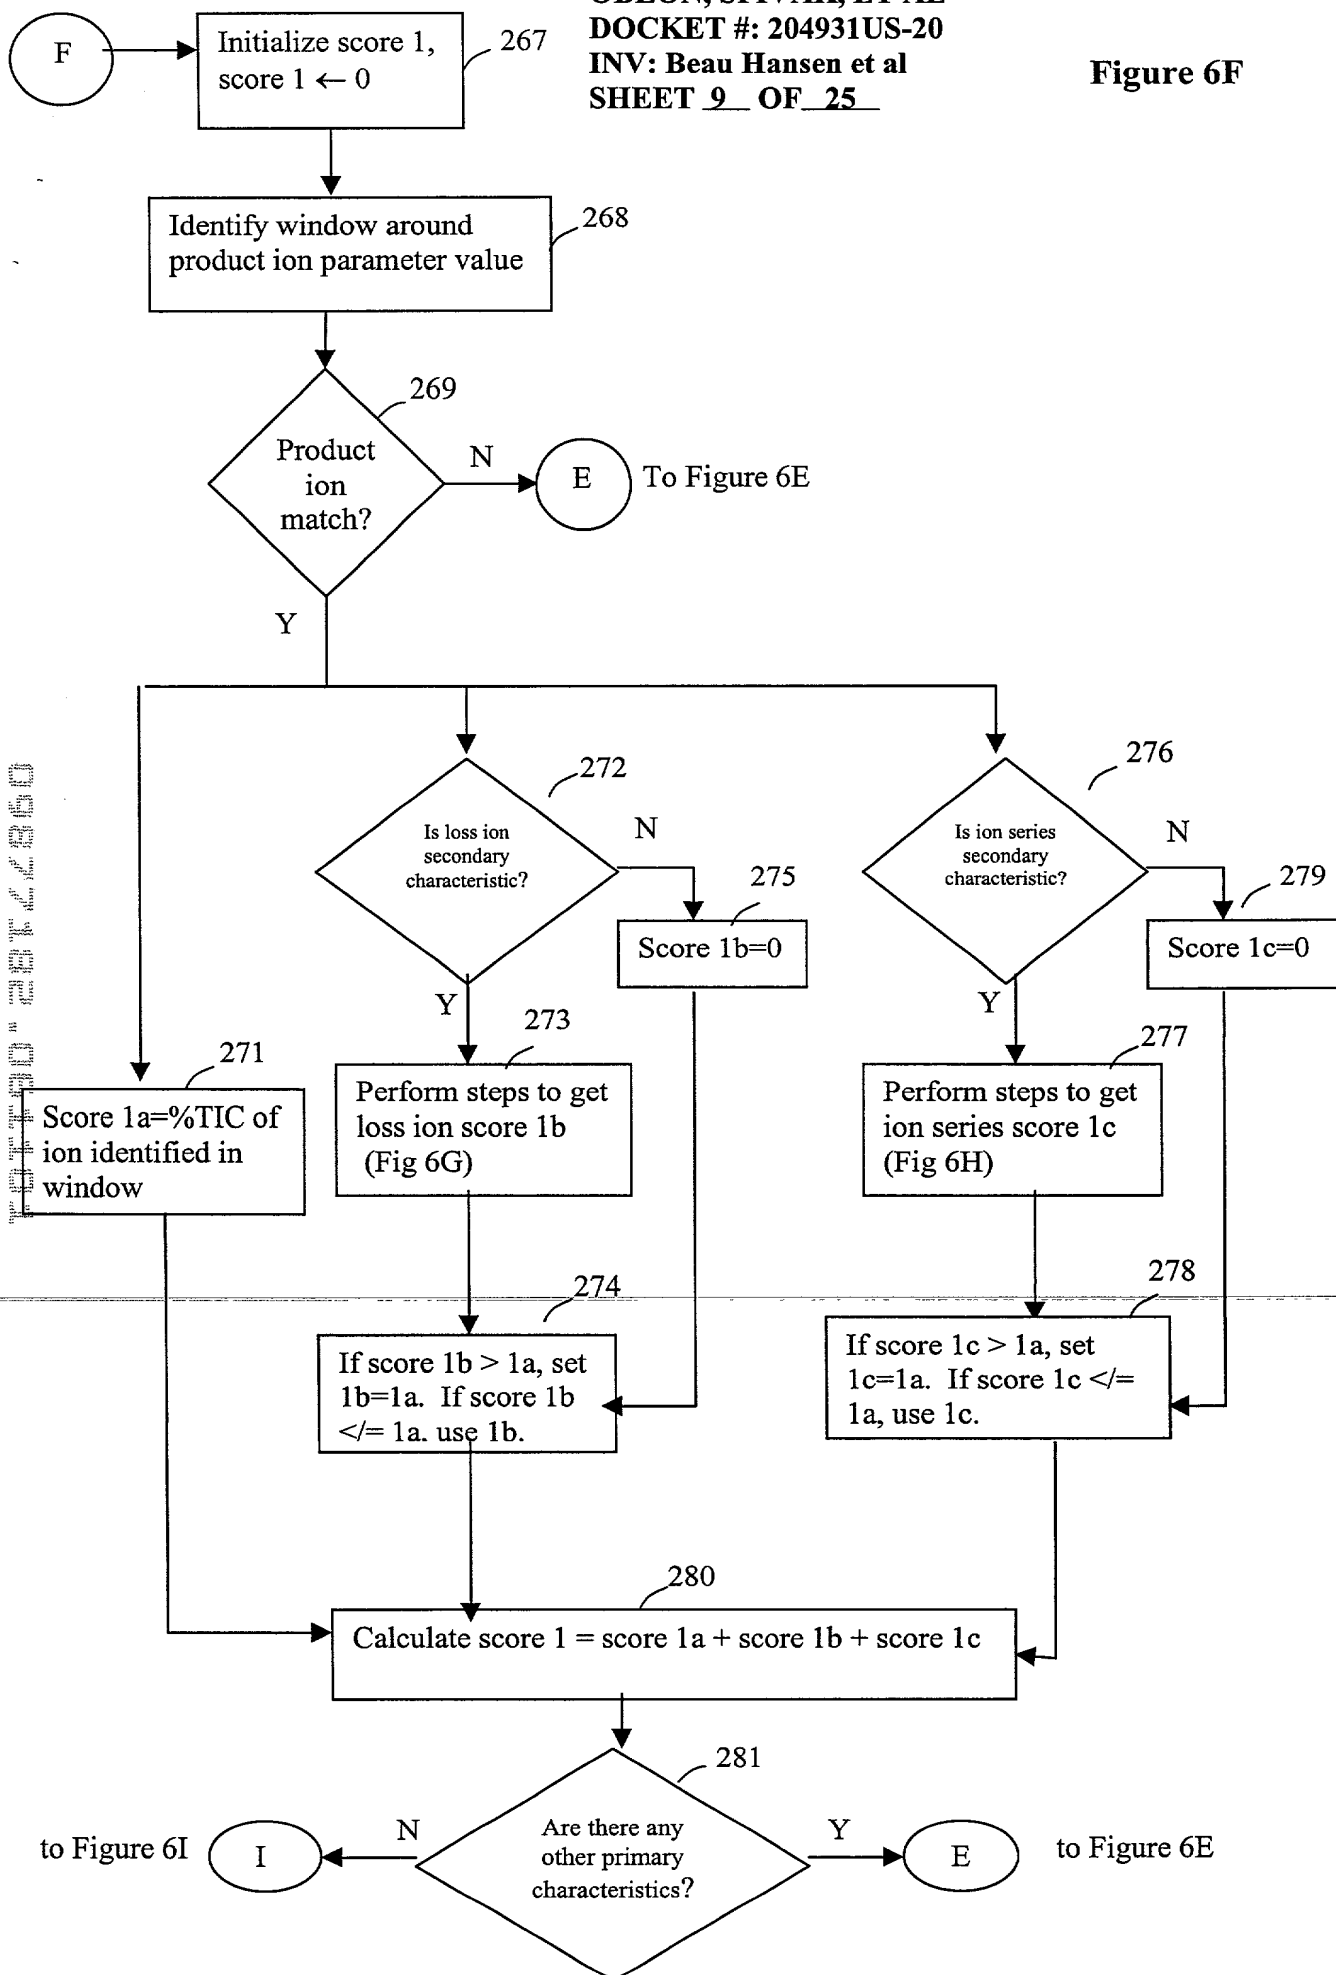 OBLON, SPIVAK, ET AL
DOCKET #: 204931US-20
INV: Beau Hansen et al
SHEET 9 OF 25
Figure 6F
F
Initialize score 1,
score 1 ← 0
267
Identify window around
product ion parameter value
268
269
Product
ion
match?
N
E
To Figure 6E
Y
272
Is loss ion
secondary
characteristic?
N
275
Score 1b=0
276
Is ion series
secondary
characteristic?
N
279
Score 1c=0
Y
Y
271
Score 1a=%TIC of
ion identified in
window
273
Perform steps to get
loss ion score 1b
(Fig 6G)
277
Perform steps to get
ion series score 1c
(Fig 6H)
274
If score 1b > 1a, set
1b=1a. If score 1b
</= 1a. use 1b.
278
If score 1c > 1a, set
1c=1a. If score 1c </=
1a, use 1c.
280
Calculate score 1 = score 1a + score 1b + score 1c
281
Are there any
other primary
characteristics?
N
I
to Figure 6I
Y
E
to Figure 6E